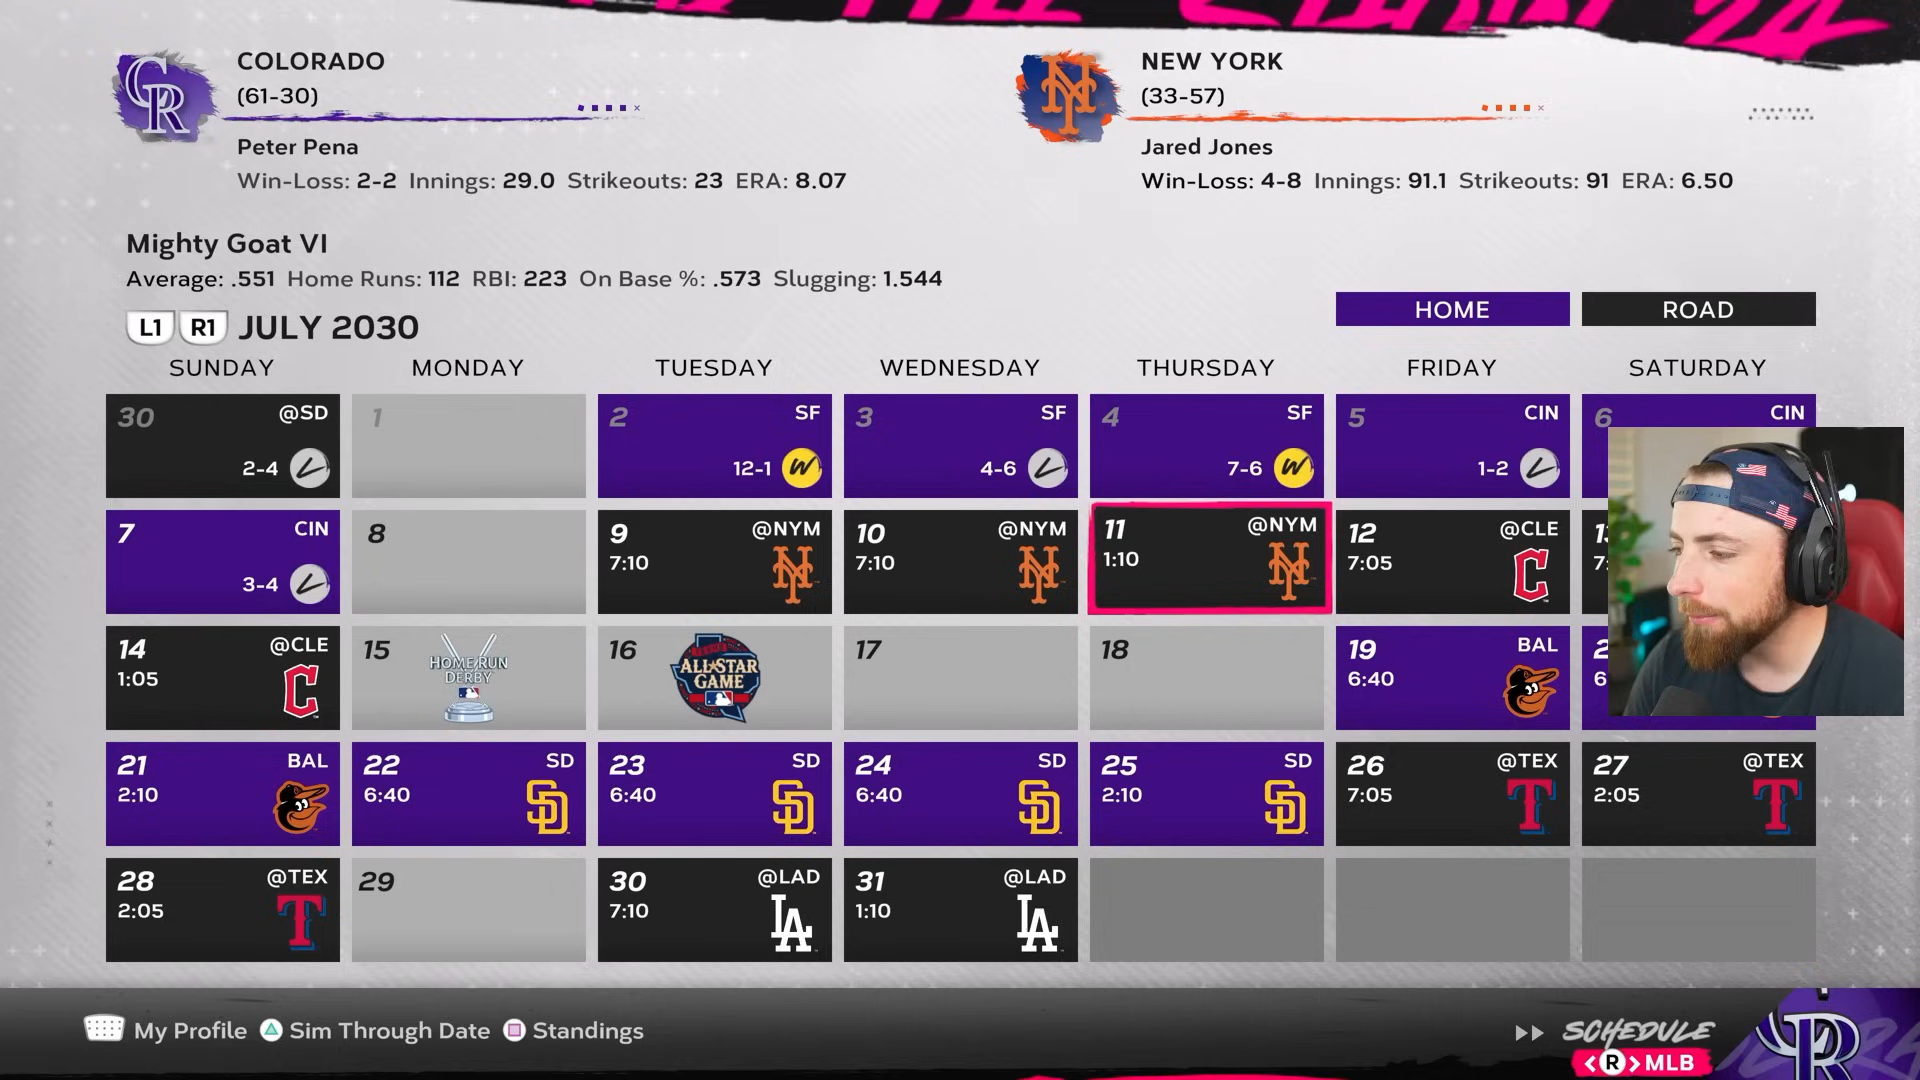 COLORADO
(61-30)
Peter Pena
Win-Loss: 2-2 Innings: 29.0 Strikeouts: 23 ERA: 8.07
NEW YORK
(33-57)
Jared Jones
Win-Loss: 4-8 Innings: 91.1 Strikeouts: 91 ERA: 6.50
Mighty Goat VI
Average: .551 Home Runs: 112 RBI: 223 On Base %: .573 Slugging: 1.544
L1 R1 JULY 2030
HOME ROAD
SUNDAY MONDAY TUESDAY WEDNESDAY THURSDAY FRIDAY SATURDAY
30 @SD 1 2 SF 3 SF 4 SF 5 CIN 6 CIN
2-4 L 12-1 W 4-6 L 7-6 W 1-2 L
7 CIN 8 9 @NYM 10 @NYM 11 @NYM 12 @CLE
3-4 L 7:10 NY 7:10 NY 1:10 NY 7:05 C
14 @CLE 15 HOME RUN DERBY 16 ALL-STAR GAME 17 18 19 BAL
1:05 C 6:40
21 BAL 22 SD 23 SD 24 SD 25 SD 26 @TEX 27 @TEX
2:10 6:40 SD 6:40 SD 6:40 SD 2:10 SD 7:05 T 2:05 T
28 @TEX 29 30 @LAD 31 @LAD
2:05 T 7:10 LA 1:10 LA
My Profile Sim Through Date Standings
SCHEDULE
<R> MLB